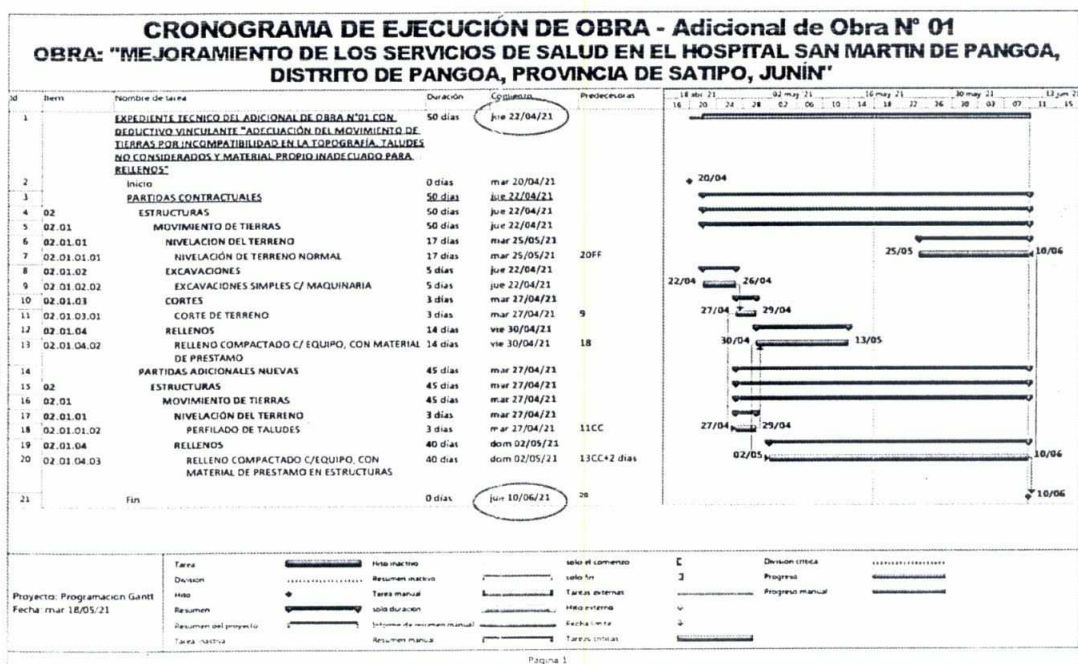 CRONOGRAMA DE EJECUCIÓN DE OBRA - Adicional de Obra N° 01
OBRA: "MEJORAMIENTO DE LOS SERVICIOS DE SALUD EN EL HOSPITAL SAN MARTIN DE PANGOA,
DISTRITO DE PANGOA, PROVINCIA DE SATIPO, JUNÍN"
Id Item Nombre de tarea Duración Comienzo Predecesoras 18 abr 21 02 may 21 16 may 21 30 may 21 13 jun 21
16 20 24 28 02 06 10 14 18 22 26 30 03 07 11 15
1 EXPEDIENTE TECNICO DEL ADICIONAL DE OBRA N°01 CON 50 días jue 22/04/21
DEDUCTIVO VINCULANTE "ADECUACIÓN DEL MOVIMIENTO DE
TIERRAS POR INCOMPATIBILIDAD EN LA TOPOGRAFÍA, TALUDES
NO CONSIDERADOS Y MATERIAL PROPIO INADECUADO PARA
RELLENOS"
2 Inicio 0 días mar 20/04/21 20/04
3 PARTIDAS CONTRACTUALES 50 días jue 22/04/21
4 02 ESTRUCTURAS 50 días jue 22/04/21
5 02.01 MOVIMIENTO DE TIERRAS 50 días jue 22/04/21
6 02.01.01 NIVELACION DEL TERRENO 17 días mar 25/05/21
7 02.01.01.01 NIVELACIÓN DE TERRENO NORMAL 17 días mar 25/05/21 20FF 25/05 10/06
8 02.01.02 EXCAVACIONES 5 días jue 22/04/21
9 02.01.02.02 EXCAVACIONES SIMPLES C/ MAQUINARIA 5 días jue 22/04/21 22/04 26/04
10 02.01.03 CORTES 3 días mar 27/04/21
11 02.01.03.01 CORTE DE TERRENO 3 días mar 27/04/21 9 27/04 29/04
12 02.01.04 RELLENOS 14 días vie 30/04/21
13 02.01.04.02 RELLENO COMPACTADO C/ EQUIPO, CON MATERIAL 14 días vie 30/04/21 18 30/04 13/05
DE PRESTAMO
14 PARTIDAS ADICIONALES NUEVAS 45 días mar 27/04/21
15 02 ESTRUCTURAS 45 días mar 27/04/21
16 02.01 MOVIMIENTO DE TIERRAS 45 días mar 27/04/21
17 02.01.01 NIVELACIÓN DEL TERRENO 3 días mar 27/04/21
18 02.01.01.02 PERFILADO DE TALUDES 3 días mar 27/04/21 11CC 27/04 29/04
19 02.01.04 RELLENOS 40 días dom 02/05/21
20 02.01.04.03 RELLENO COMPACTADO C/EQUIPO, CON 40 días dom 02/05/21 13CC+2 días 02/05 10/06
MATERIAL DE PRESTAMO EN ESTRUCTURAS
21 Fin 0 días jue 10/06/21 20 10/06
Proyecto: Programacion Gantt
Fecha: mar 18/05/21
Tarea Hito inactivo solo el comienzo División crítica
División Resumen inactivo solo fin Progreso
Hito Tarea manual Tareas externas Progreso manual
Resumen solo duración Hito externo
Resumen del proyecto Informe de resumen manual Fecha límite
Tarea inactiva Resumen manual Tareas críticas
Página 1